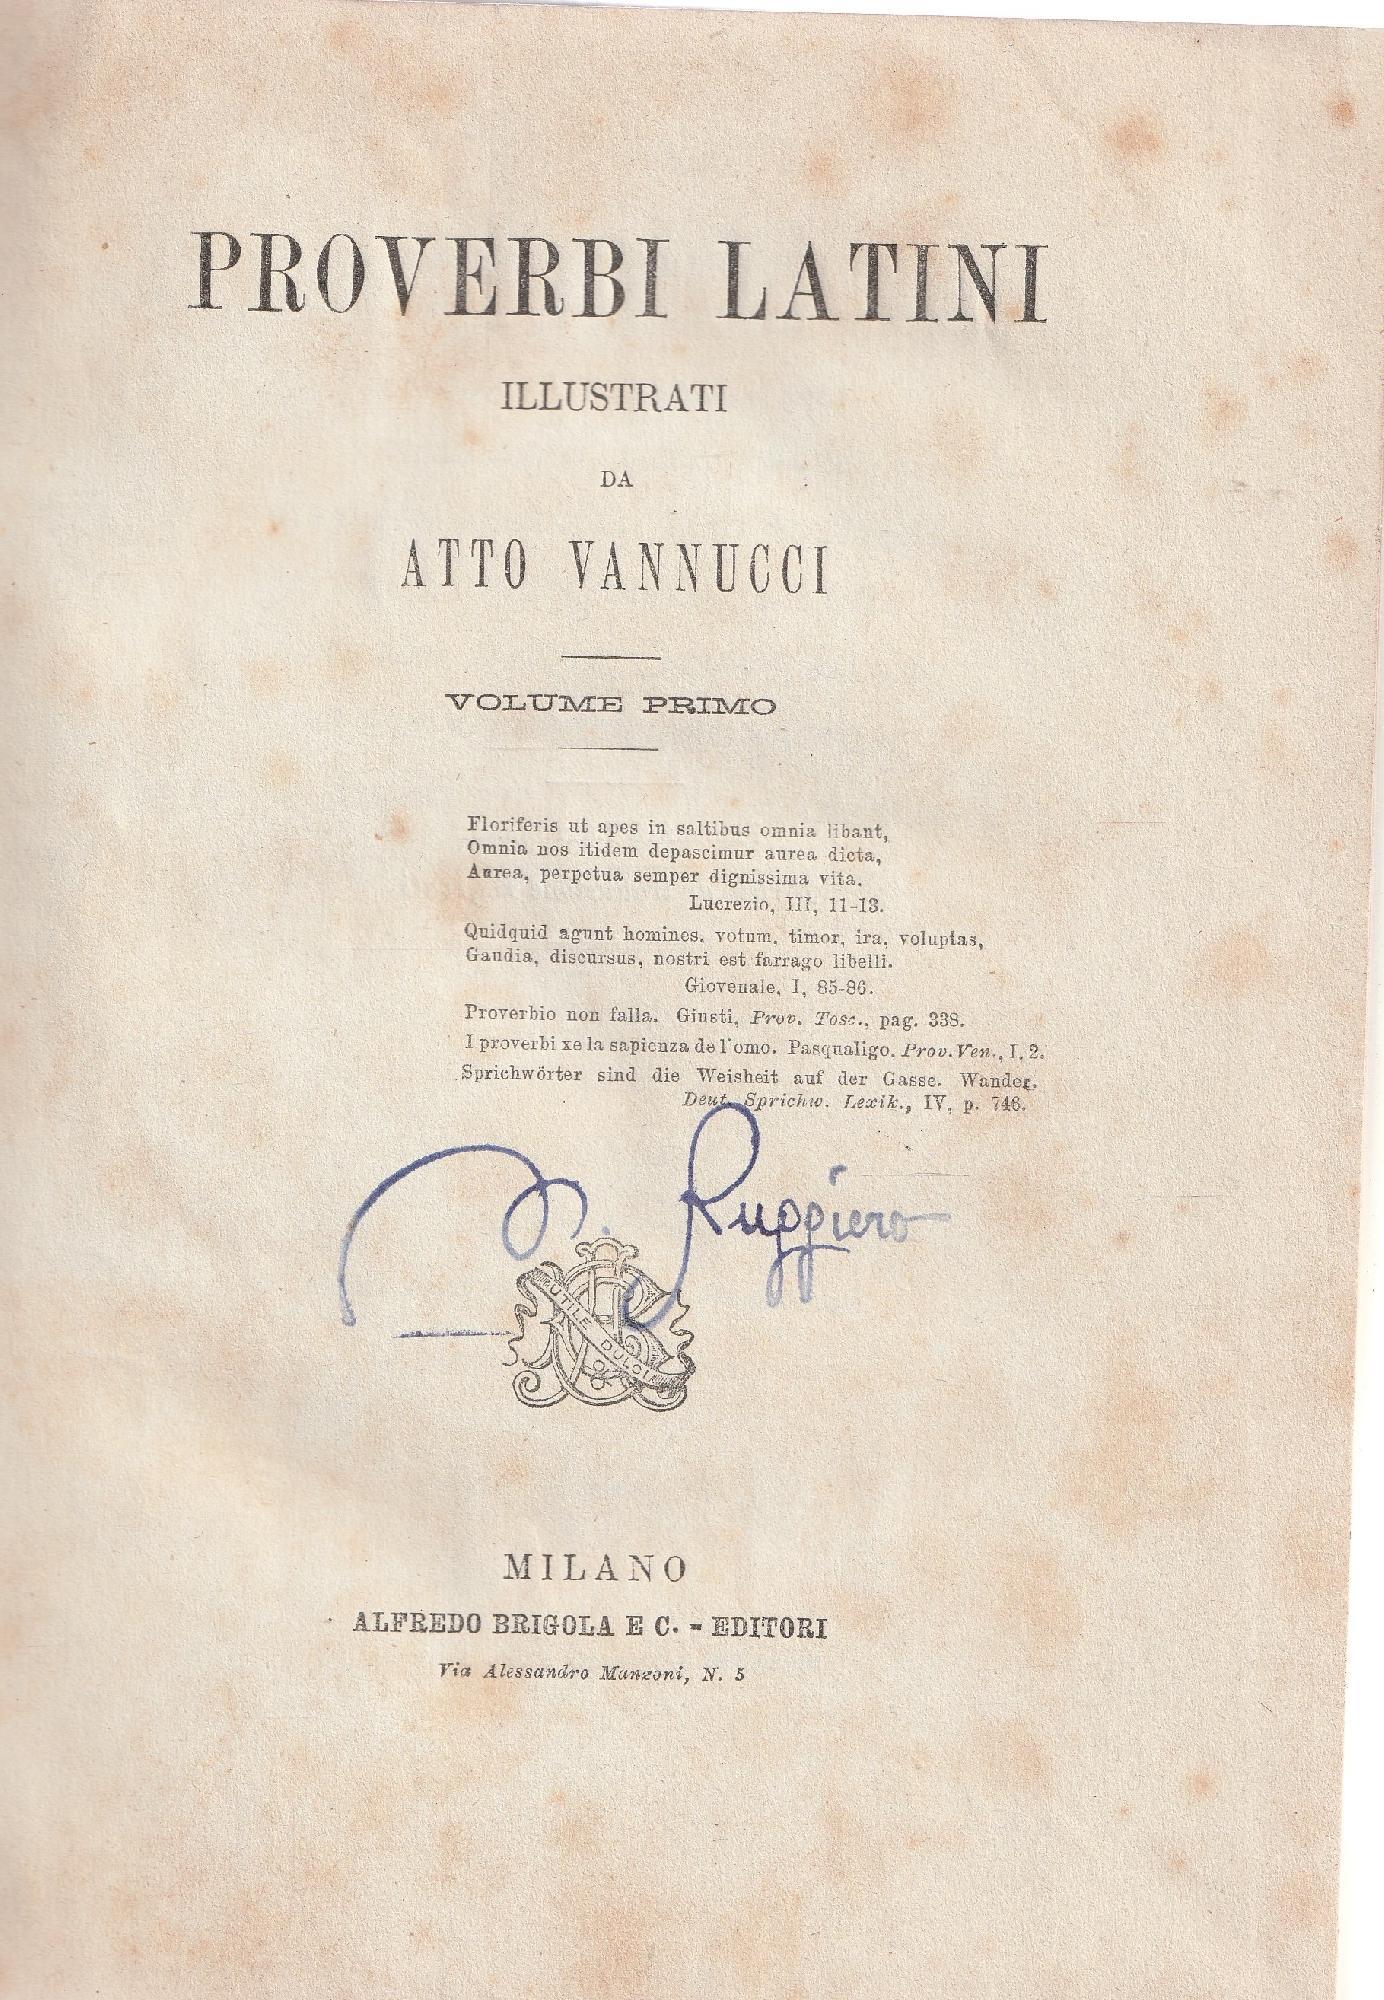 PROVERBI LATINI
ILLUSTRATI
DA
ATTO VANNUCCI
VOLUME PRIMO
Floriferis ut apes in saltibus omnia libant,
Omnia nos itidem depascimur aurea dicta,
Aurea, perpetua semper dignissima vita.
Lucrezio, III, 11-13.
Quidquid agunt homines, votum, timor, ira, voluptas,
Gaudia, discursus, nostri est farrago libelli.
Giovenale, I, 85-86.
Proverbio non falla. Giusti, Prov. Tosc., pag. 338.
I proverbi xe la sapienza de l'omo. Pasqualigo. Prov. Ven., I, 2.
Sprichwörter sind die Weisheit auf der Gasse. Wander,
Deut. Sprichw. Lexik., IV, p. 746.
Ruggiero
UTILE DULCI
MILANO
ALFREDO BRIGOLA E C. - EDITORI
Via Alessandro Manzoni, N. 5